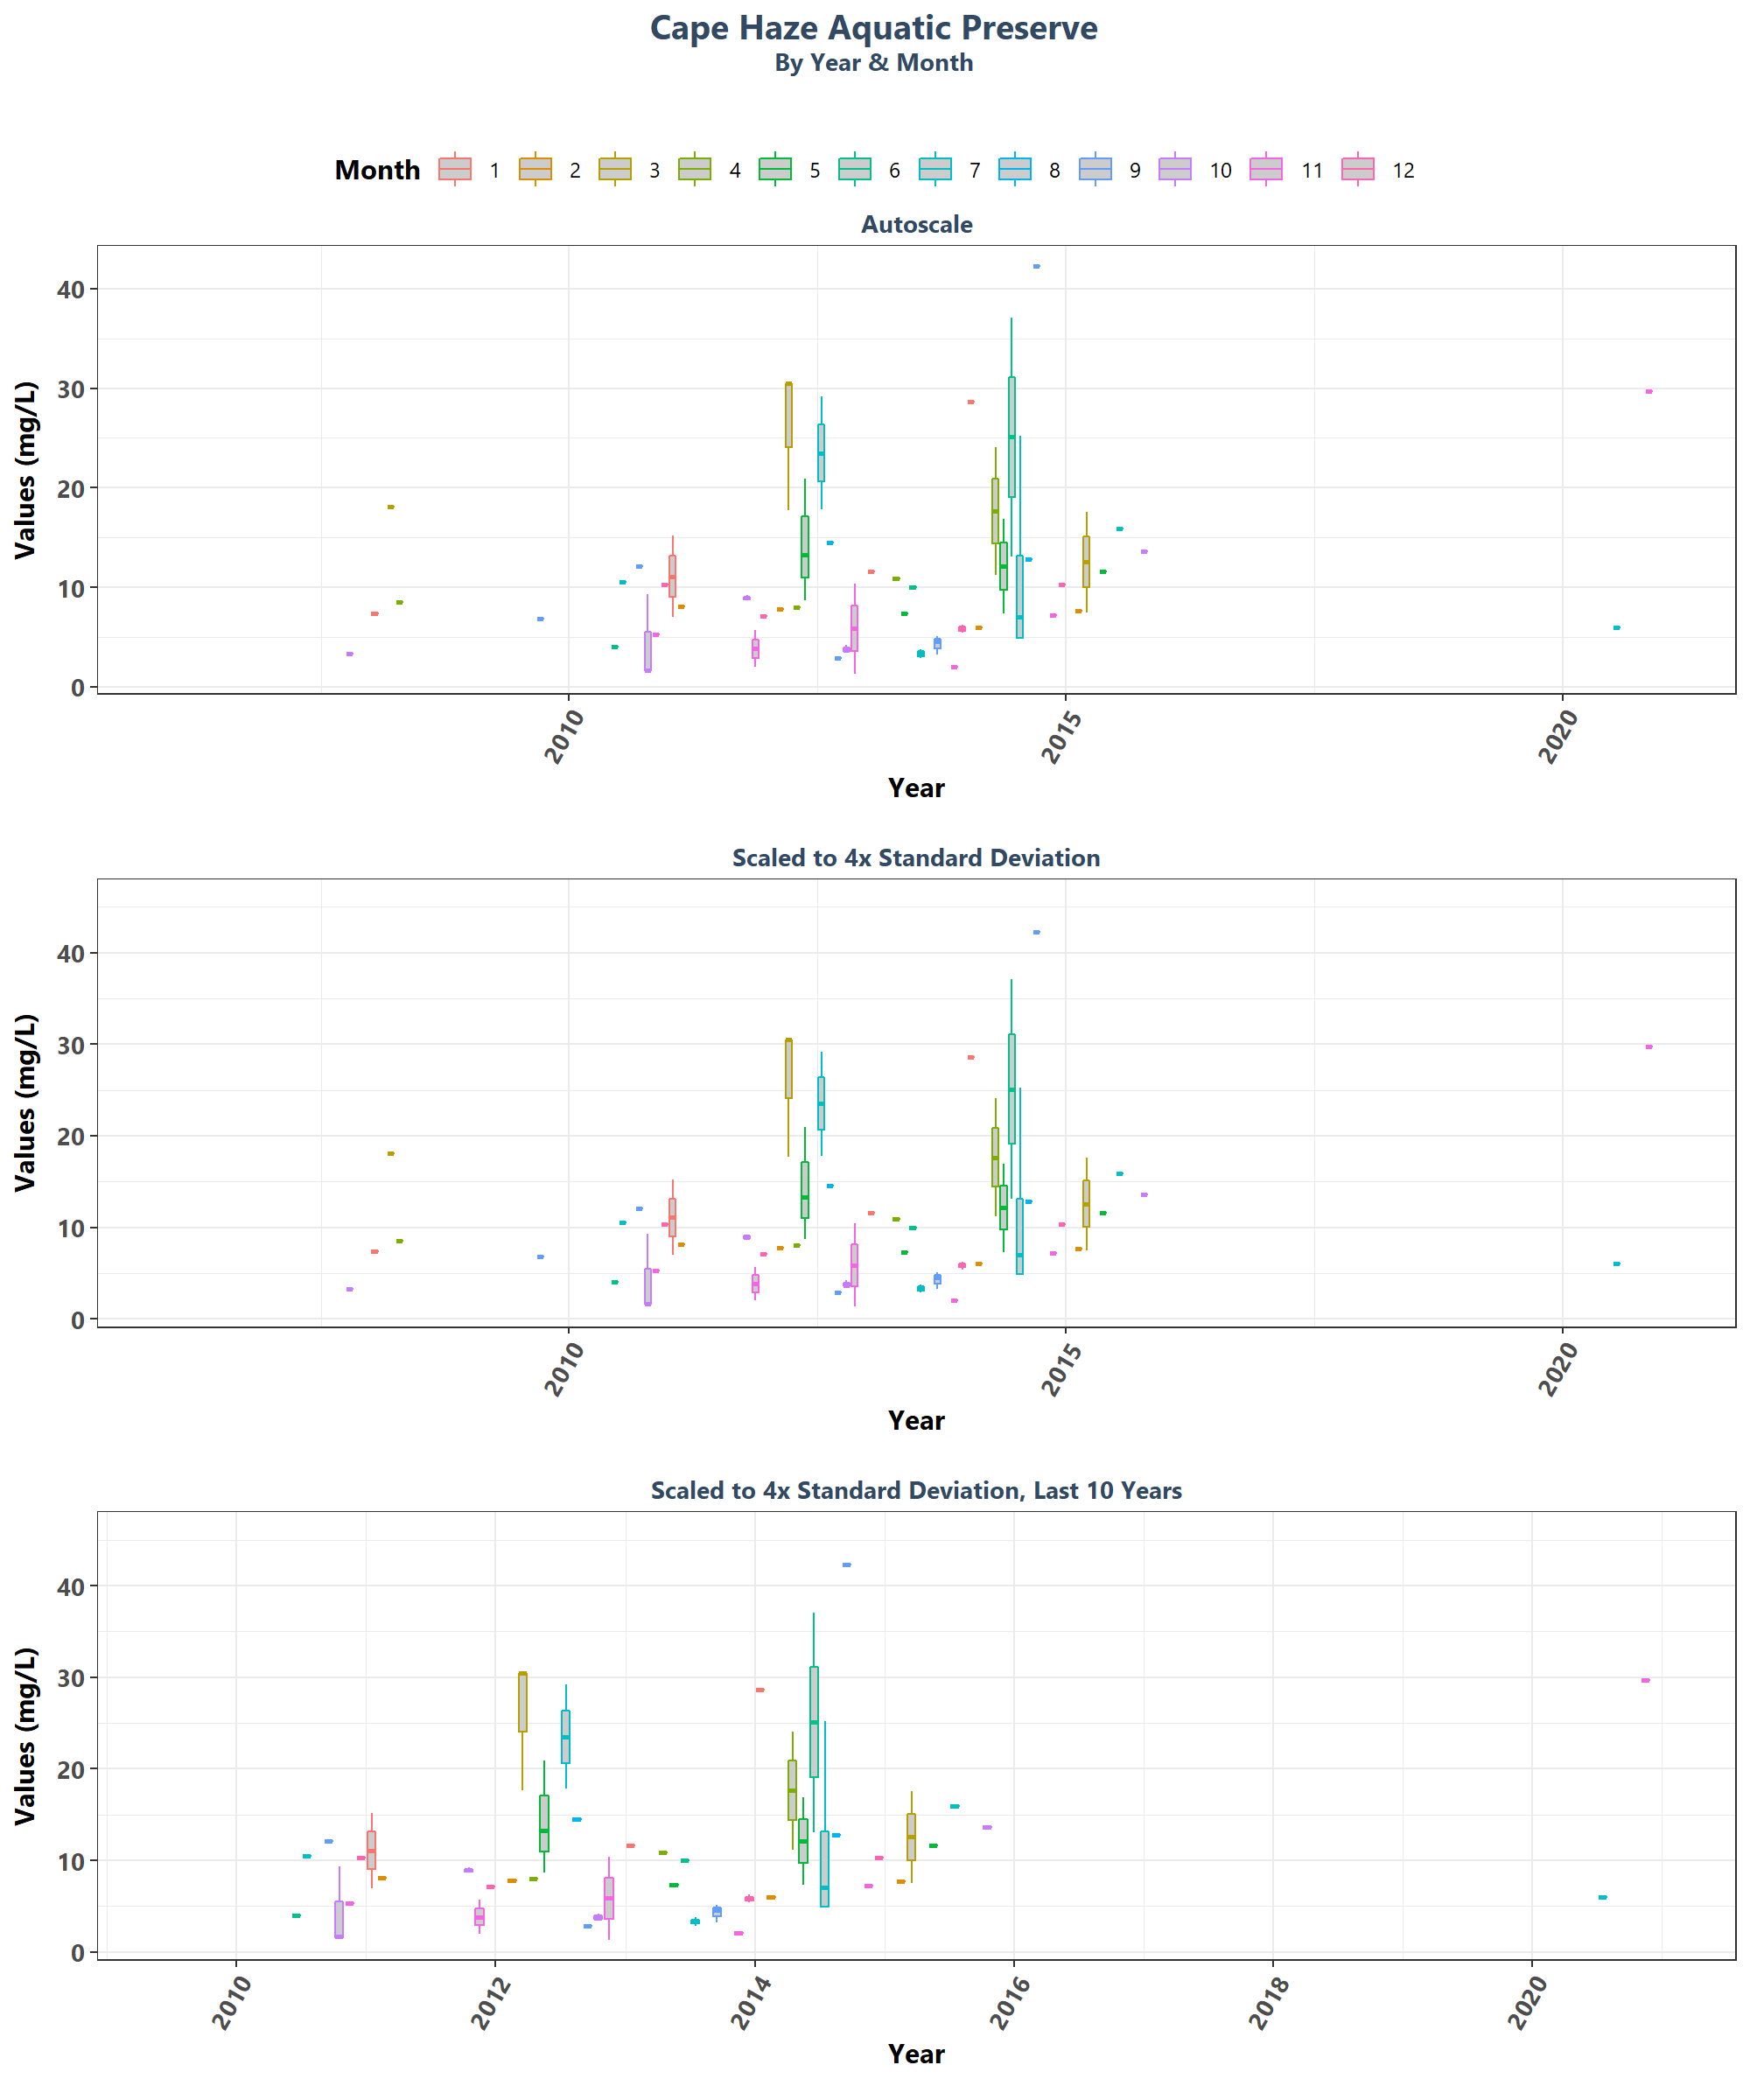 Cape Haze Aquatic Preserve
By Year & Month
Month 1 2 3 4 5 6 7 8 9 10 11 12
Autoscale
Values (mg/L)
40
30
20
10
0
2010 2015 2020
Year
Scaled to 4x Standard Deviation
Values (mg/L)
40
30
20
10
0
2010 2015 2020
Year
Scaled to 4x Standard Deviation, Last 10 Years
Values (mg/L)
40
30
20
10
0
2010 2012 2014 2016 2018 2020
Year